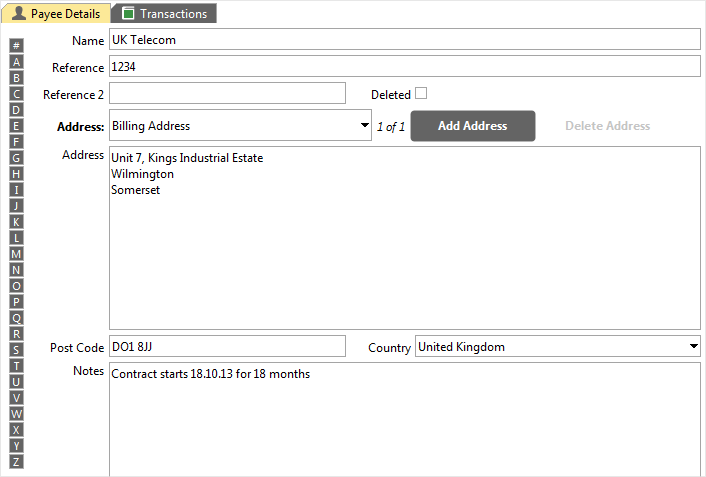 Payee Details Transactions
#
A
B
C
D
E
F
G
H
I
J
K
L
M
N
O
P
Q
R
S
T
U
V
W
X
Y
Z
Name UK Telecom
Reference 1234
Reference 2 Deleted
Address: Billing Address 1 of 1 Add Address Delete Address
Address Unit 7, Kings Industrial Estate
Wilmington
Somerset
Post Code DO1 8JJ Country United Kingdom
Notes Contract starts 18.10.13 for 18 months